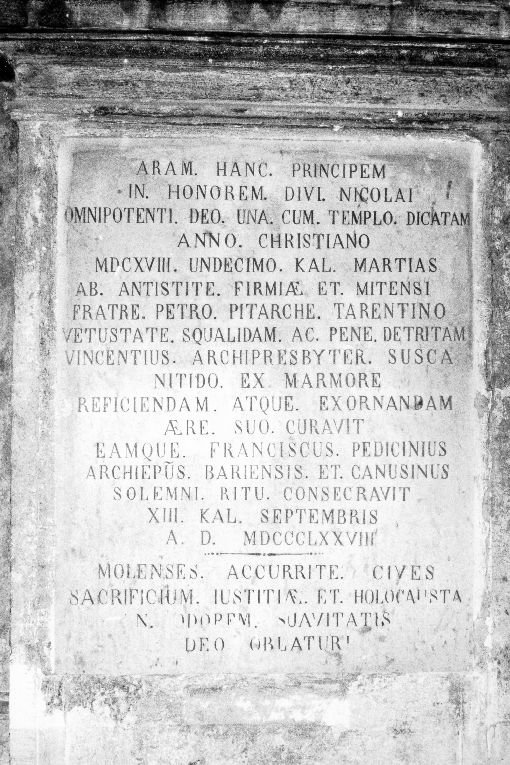 ARAM. HANC. PRINCIPEM
IN. HONOREM. DIVI. NICOLAI
OMNIPOTENTI. DEO. UNA. CUM. TEMPLO. DICATAM
ANNO. CHRISTIANO
MDCXVIII. UNDECIMO. KAL. MARTIAS
AB. ANTISTITE. FIRMIÆ. ET. MITENSI
FRATRE. PETRO. PITARCHE. TARENTINO
VETUSTATE. SQUALIDAM. AC. PENE. DETRITAM
VINCENTIUS. ARCHIPRESBYTER. SUSCA
NITIDO. EX. MARMORE
REFICIENDAM. ATQUE. EXORNANDAM
ÆRE. SUO. CURAVIT
EAMQUE. FRANCISCUS. PEDICINIUS
ARCHIEPŨS. BARIENSIS. ET. CANUSINUS
SOLEMNI. RITU. CONSECRAVIT
XIII. KAL. SEPTEMBRIS
A. D. MDCCCLXXVIII
MOLENSES. ACCURRITE. CIVES
SACRIFICIUM. IUSTITIÆ. ET. HOLOCAUSTA
N. ODOREM. SUAVITATIS
DEO OBLATURI